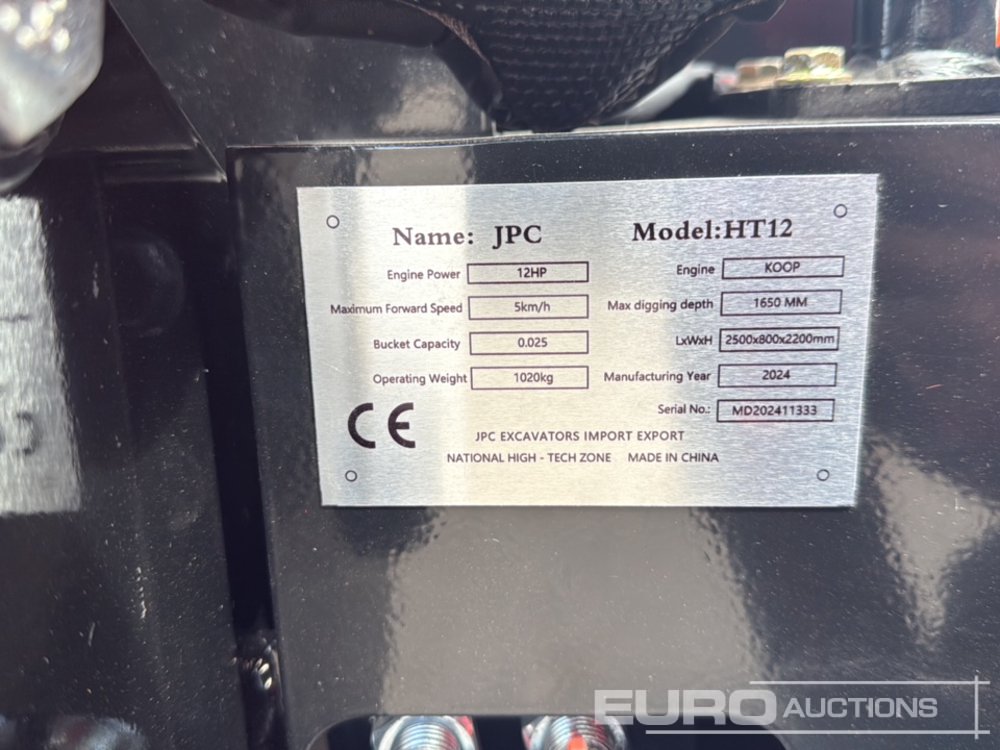 Name: JPC
Model:HT12
Engine Power 12HP
Engine KOOP
Maximum Forward Speed 5km/h
Max digging depth 1650 MM
Bucket Capacity 0.025
LxWxH 2500x800x2200mm
Operating Weight 1020kg
Manufacturing Year 2024
Serial No.: MD202411333
CE
JPC EXCAVATORS IMPORT EXPORT
NATIONAL HIGH - TECH ZONE MADE IN CHINA
EURO AUCTIONS